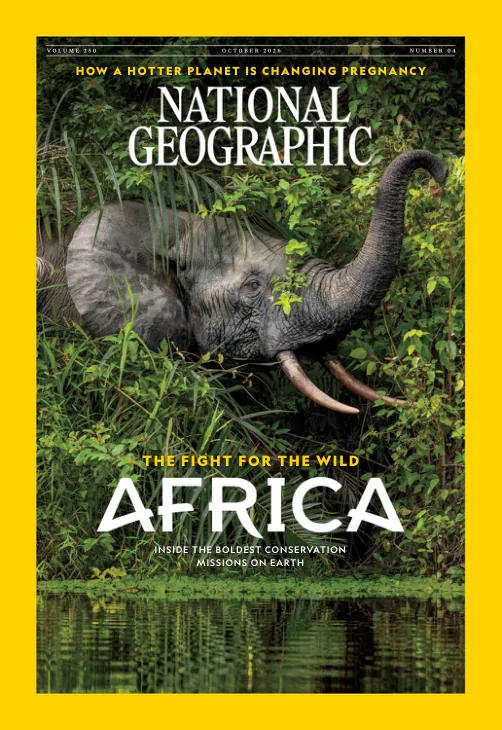 VOLUME 250 OCTOBER 2026 NUMBER 04
HOW A HOTTER PLANET IS CHANGING PREGNANCY
NATIONAL
GEOGRAPHIC
THE FIGHT FOR THE WILD
AFRICA
INSIDE THE BOLDEST CONSERVATION
MISSIONS ON EARTH